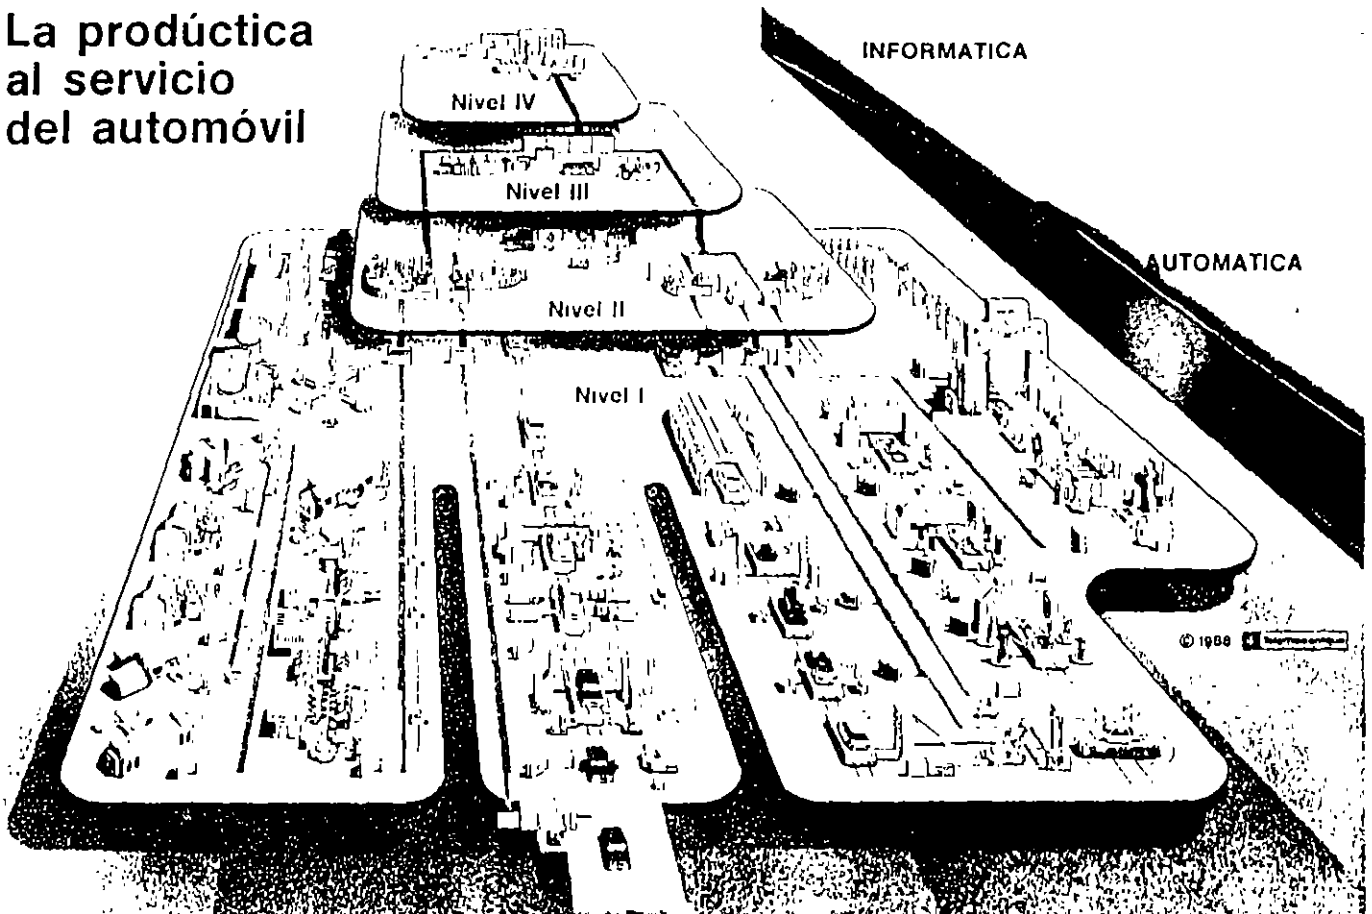 La prodúctica
al servicio
del automóvil
INFORMATICA
Nivel IV
Nivel III
AUTOMATICA
Nivel II
Nivel I
© 1988